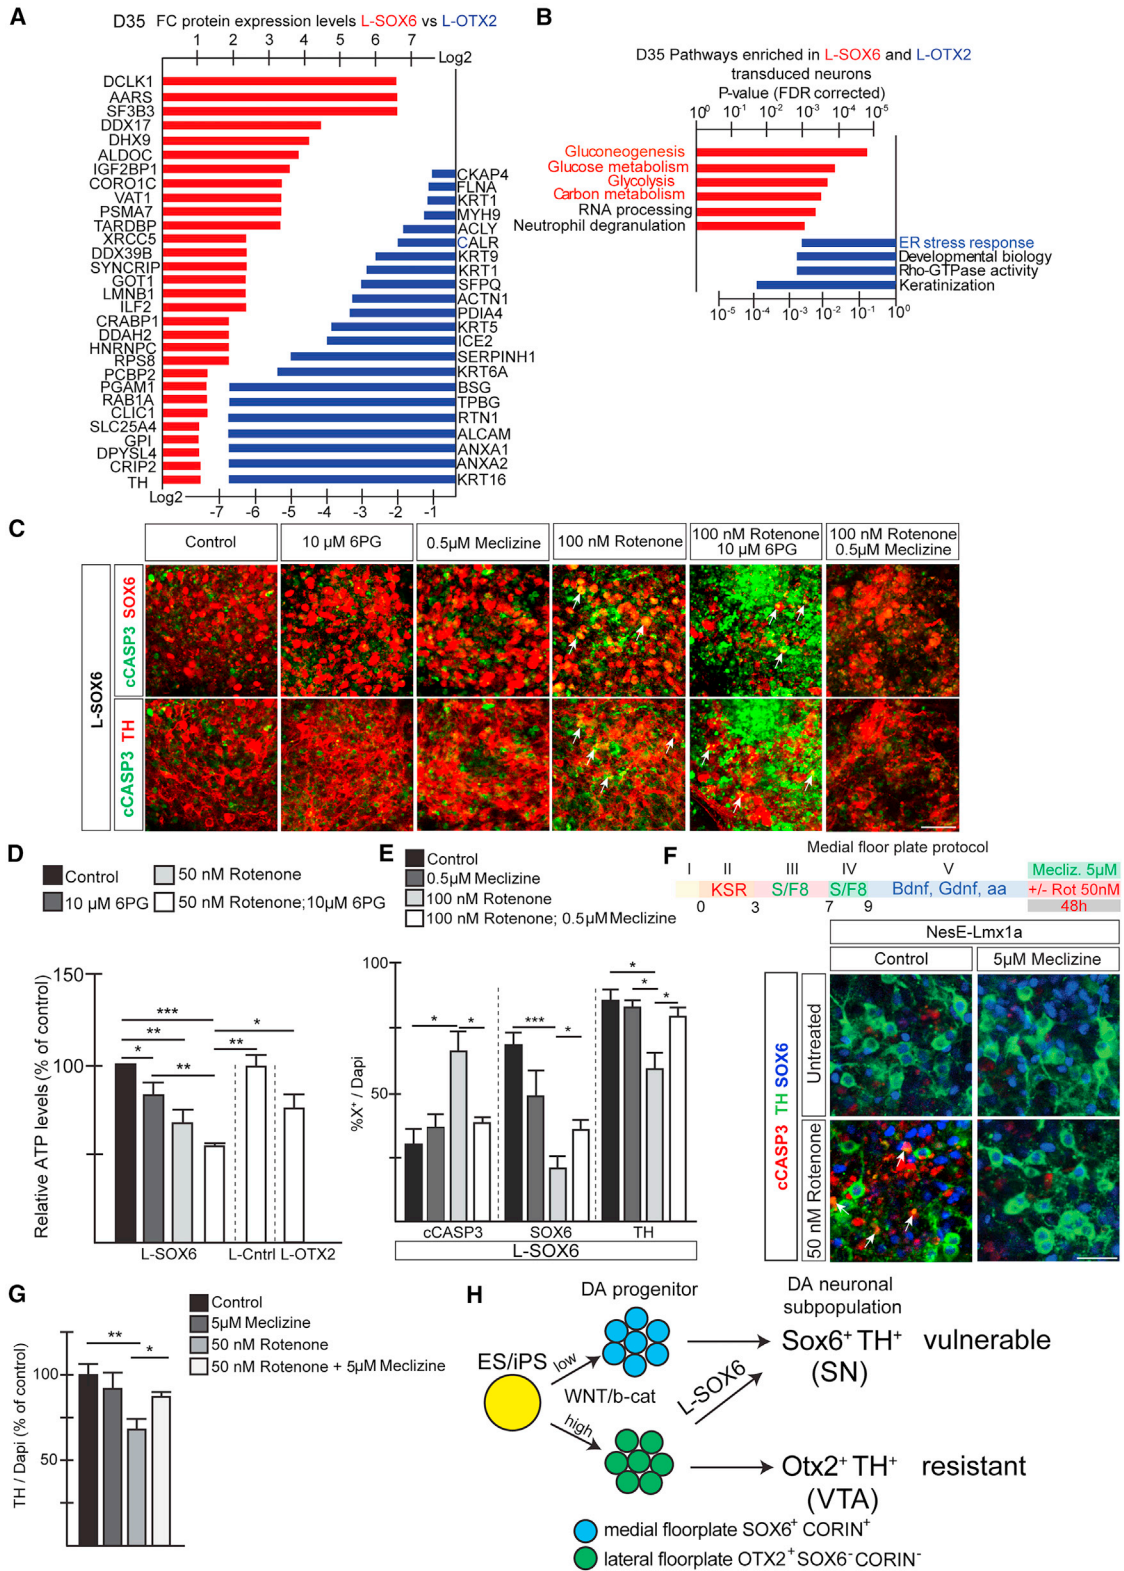 A
D35 FC protein expression levels L-SOX6 vs L-OTX2
1 2 3 4 5 6 7
Log2
DCLK1
AARS
SF3B3
DDX17
DHX9
ALDOC
IGF2BP1
CORO1C
VAT1
PSMA7
TARDBP
XRCC5
DDX39B
SYNCRIP
GOT1
LMNB1
ILF2
CRABP1
DDAH2
HNRNPC
RPS8
PCBP2
PGAM1
RAB1A
CLIC1
SLC25A4
GPI
DPYSL4
CRIP2
TH
CKAP4
FLNA
KRT1
MYH9
ACLY
CALR
KRT9
KRT1
SFPQ
ACTN1
PDIA4
KRT5
ICE2
SERPINH1
KRT6A
BSG
TPBG
RTN1
ALCAM
ANXA1
ANXA2
KRT16
Log2
-7 -6 -5 -4 -3 -2 -1
B
D35 Pathways enriched in L-SOX6 and L-OTX2
transduced neurons
P-value (FDR corrected)
10⁰ 10⁻¹ 10⁻² 10⁻³ 10⁻⁴ 10⁻⁵
Gluconeogenesis
Glucose metabolism
Glycolysis
Carbon metabolism
RNA processing
Neutrophil degranulation
ER stress response
Developmental biology
Rho-GTPase activity
Keratinization
10⁻⁵ 10⁻⁴ 10⁻³ 10⁻² 10⁻¹ 10⁰
C
Control
10 µM 6PG
0.5µM Meclizine
100 nM Rotenone
100 nM Rotenone
10 µM 6PG
100 nM Rotenone
0.5µM Meclizine
L-SOX6
cCASP3 SOX6
cCASP3 TH
D
Control
10 µM 6PG
50 nM Rotenone
50 nM Rotenone;10µM 6PG
Relative ATP levels (% of control)
150
100
50
***
**
*
**
**
*
L-SOX6 L-Cntrl L-OTX2
E
Control
0.5µM Meclizine
100 nM Rotenone
100 nM Rotenone; 0.5µM Meclizine
%X⁺ / Dapi
100
50
* *
*** *
* * *
cCASP3 SOX6 TH
L-SOX6
F
Medial floor plate protocol
I II III IV V
Mecliz. 5µM
KSR S/F8 S/F8 Bdnf, Gdnf, aa +/- Rot 50nM
0 3 7 9 48h
NesE-Lmx1a
Control
5µM Meclizine
cCASP3 TH SOX6
Untreated
50 nM Rotenone
G
Control
5µM Meclizine
50 nM Rotenone
50 nM Rotenone + 5µM Meclizine
TH / Dapi (% of control)
100
50
**
*
H
DA progenitor
DA neuronal
subpopulation
ES/iPS
low
WNT/b-cat
high
L-SOX6
Sox6⁺ TH⁺ vulnerable
(SN)
Otx2⁺ TH⁺ resistant
(VTA)
medial floorplate SOX6⁺ CORIN⁺
lateral floorplate OTX2⁺ SOX6⁻ CORIN⁻